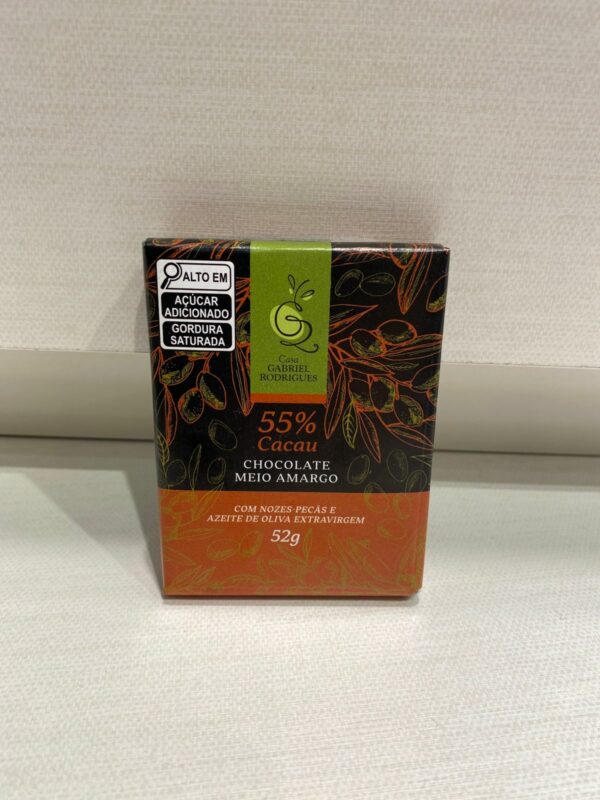 ALTO EM
AÇÚCAR
ADICIONADO
GORDURA
SATURADA
Casa
GABRIEL
RODRIGUES
55%
Cacau
CHOCOLATE
MEIO AMARGO
COM NOZES-PECÃS E
AZEITE DE OLIVA EXTRAVIRGEM
52g